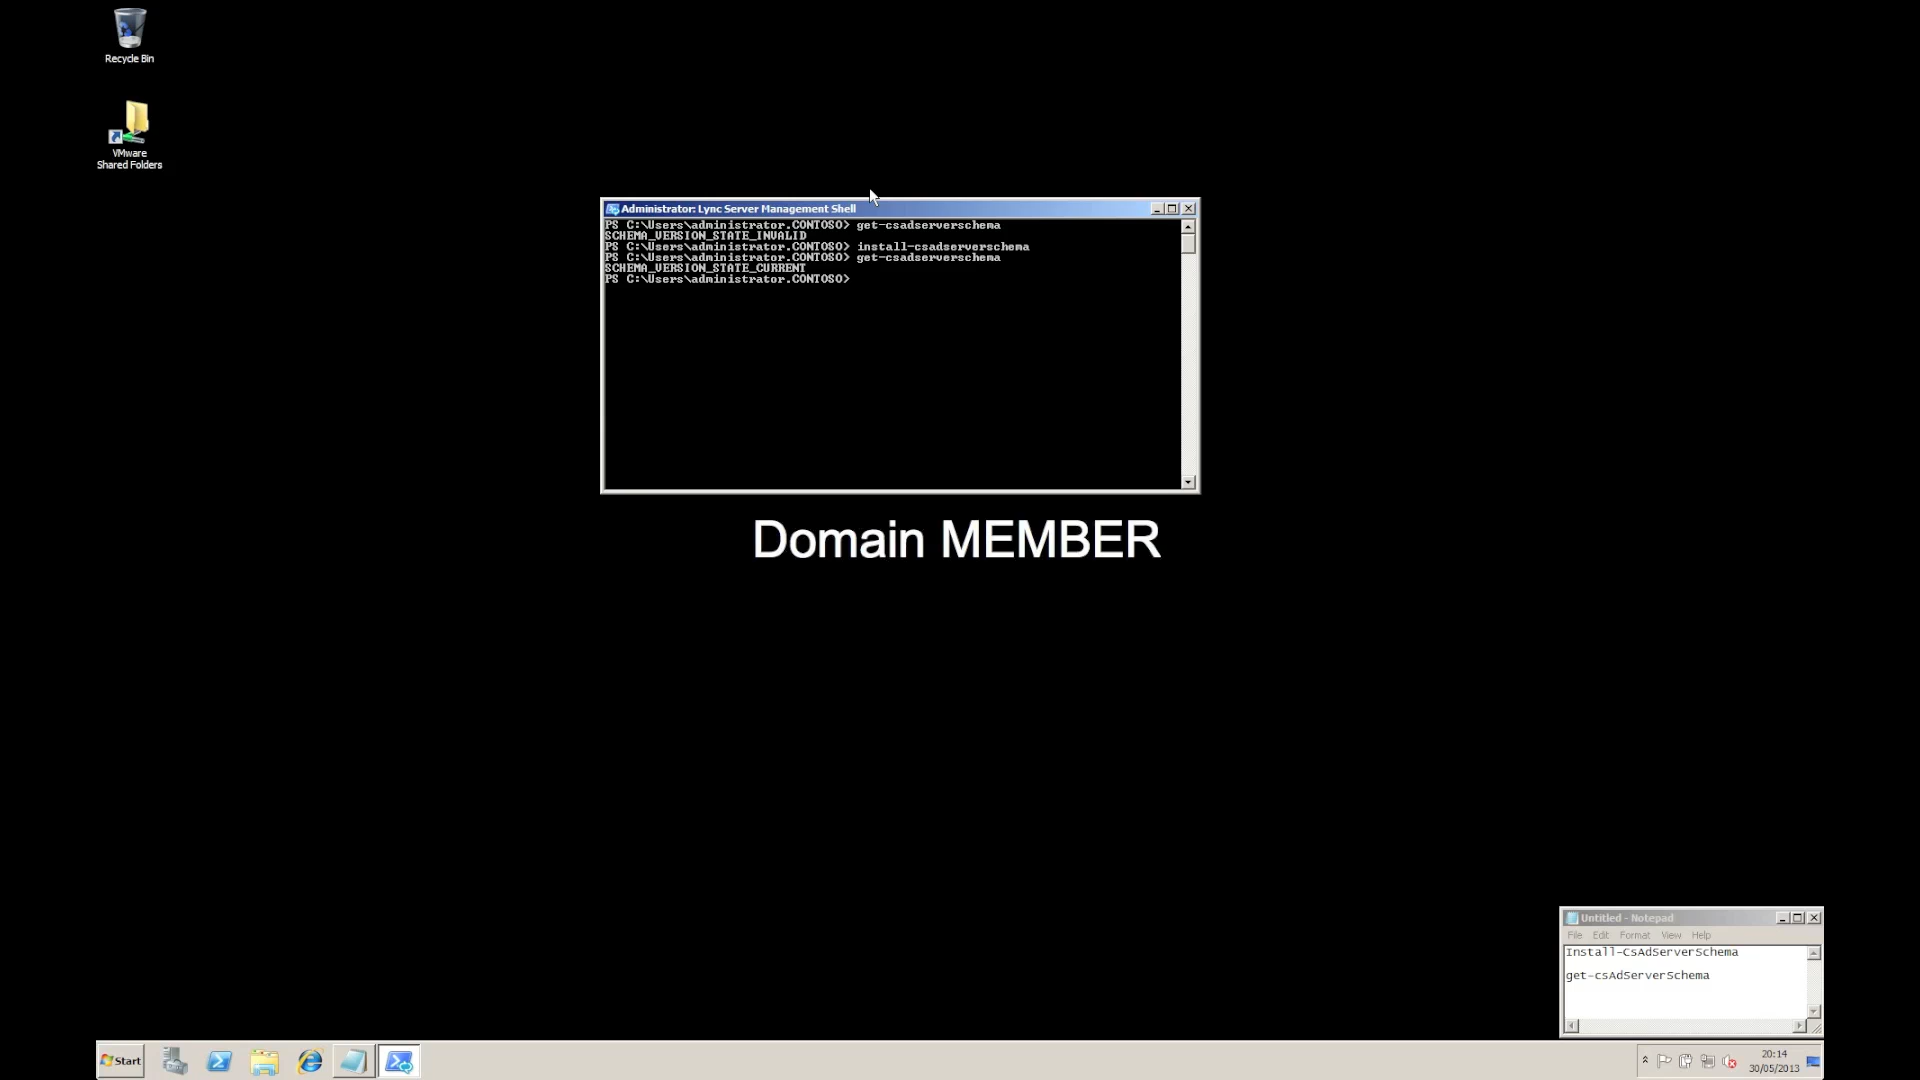 Recycle Bin
VMware
Shared Folders
Administrator: Lync Server Management Shell
PS C:\Users\administrator.CONTOSO> get-csadserverschema
SCHEMA_VERSION_STATE_INVALID
PS C:\Users\administrator.CONTOSO> install-csadserverschema
PS C:\Users\administrator.CONTOSO> get-csadserverschema
SCHEMA_VERSION_STATE_CURRENT
PS C:\Users\administrator.CONTOSO>
Domain MEMBER
Untitled - Notepad
File Edit Format View Help
Install-CsAdServerSchema
get-csAdServerSchema
Start
20:14
30/05/2013